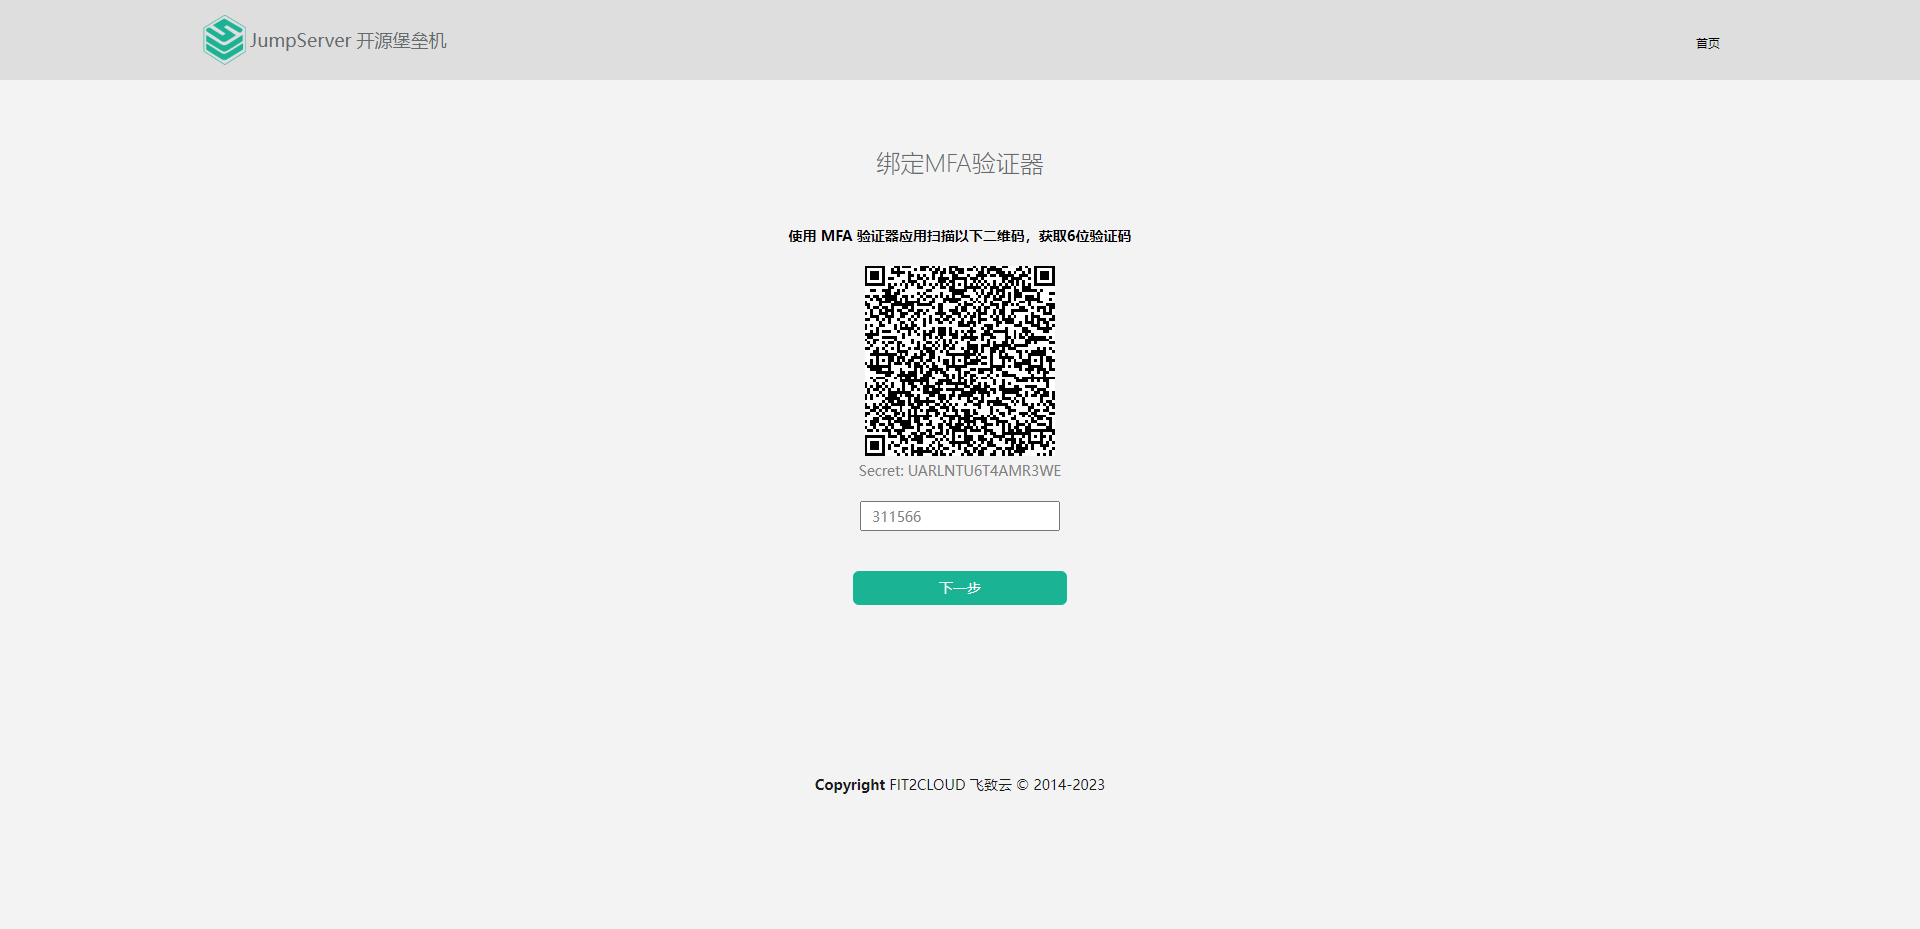 JumpServer 开源堡垒机
首页
绑定MFA验证器
使用 MFA 验证器应用扫描以下二维码，获取6位验证码
Secret: UARLNTU6T4AMR3WE
311566
下一步
Copyright FIT2CLOUD 飞致云 © 2014-2023